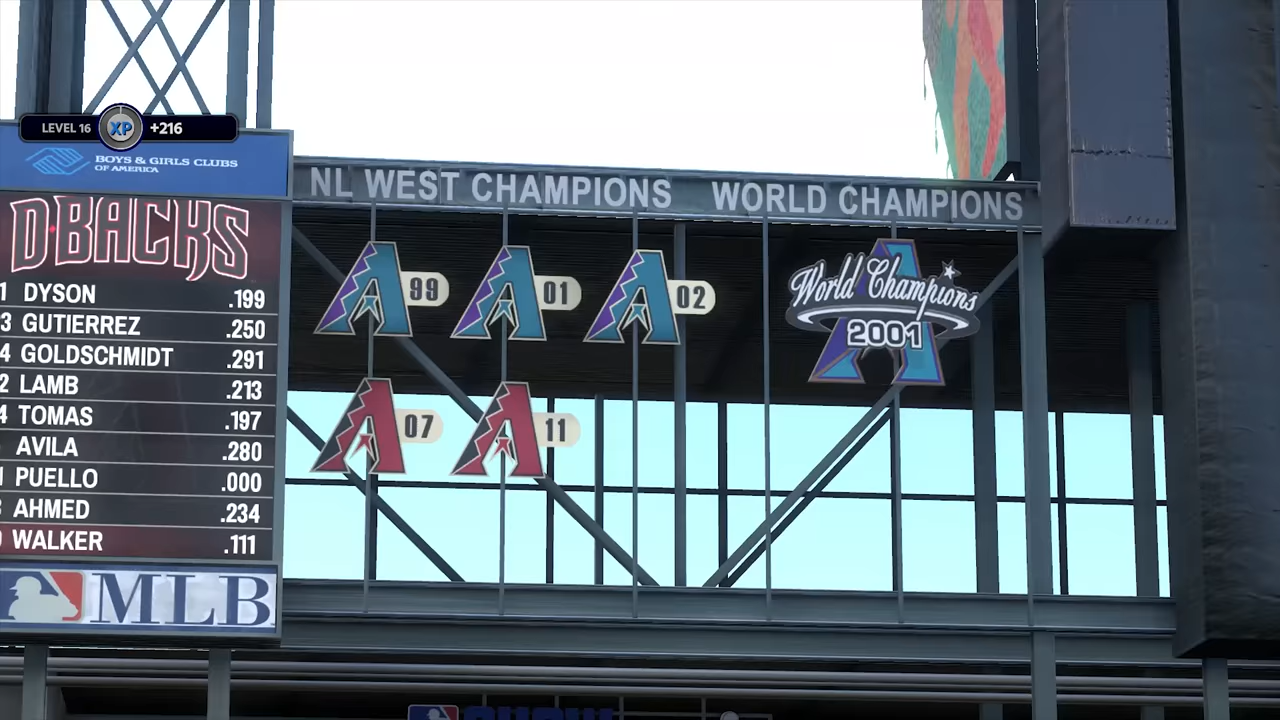 LEVEL 16 XP +216
BOYS & GIRLS CLUBS
OF AMERICA
D-BACKS
1 DYSON .199
3 GUTIERREZ .250
4 GOLDSCHMIDT .291
2 LAMB .213
4 TOMAS .197
AVILA .280
PUELLO .000
AHMED .234
WALKER .111
MLB
NL WEST CHAMPIONS WORLD CHAMPIONS
A 99 A 01 A 02
World Champions
2001
A 07 A 11